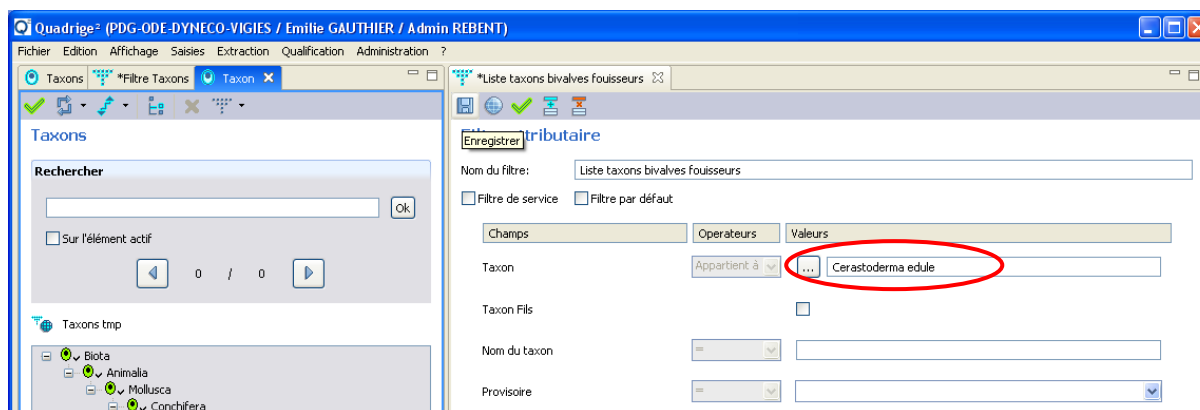 Quadrige² (PDG-ODE-DYNECO-VIGIES / Emilie GAUTHIER / Admin REBENT)
Fichier Edition Affichage Saisies Extraction Qualification Administration ?
Taxons *Filtre Taxons Taxon
Taxons
Rechercher
Ok
Sur l'élément actif
0 / 0
Taxons tmp
Biota
Animalia
Mollusca
Conchifera
*Liste taxons bivalves fouisseurs
Enregistrer
tributaire
Nom du filtre: Liste taxons bivalves fouisseurs
Filtre de service Filtre par défaut
Champs Operateurs Valeurs
Taxon Appartient à ... Cerastoderma edule
Taxon Fils
Nom du taxon =
Provisoire =